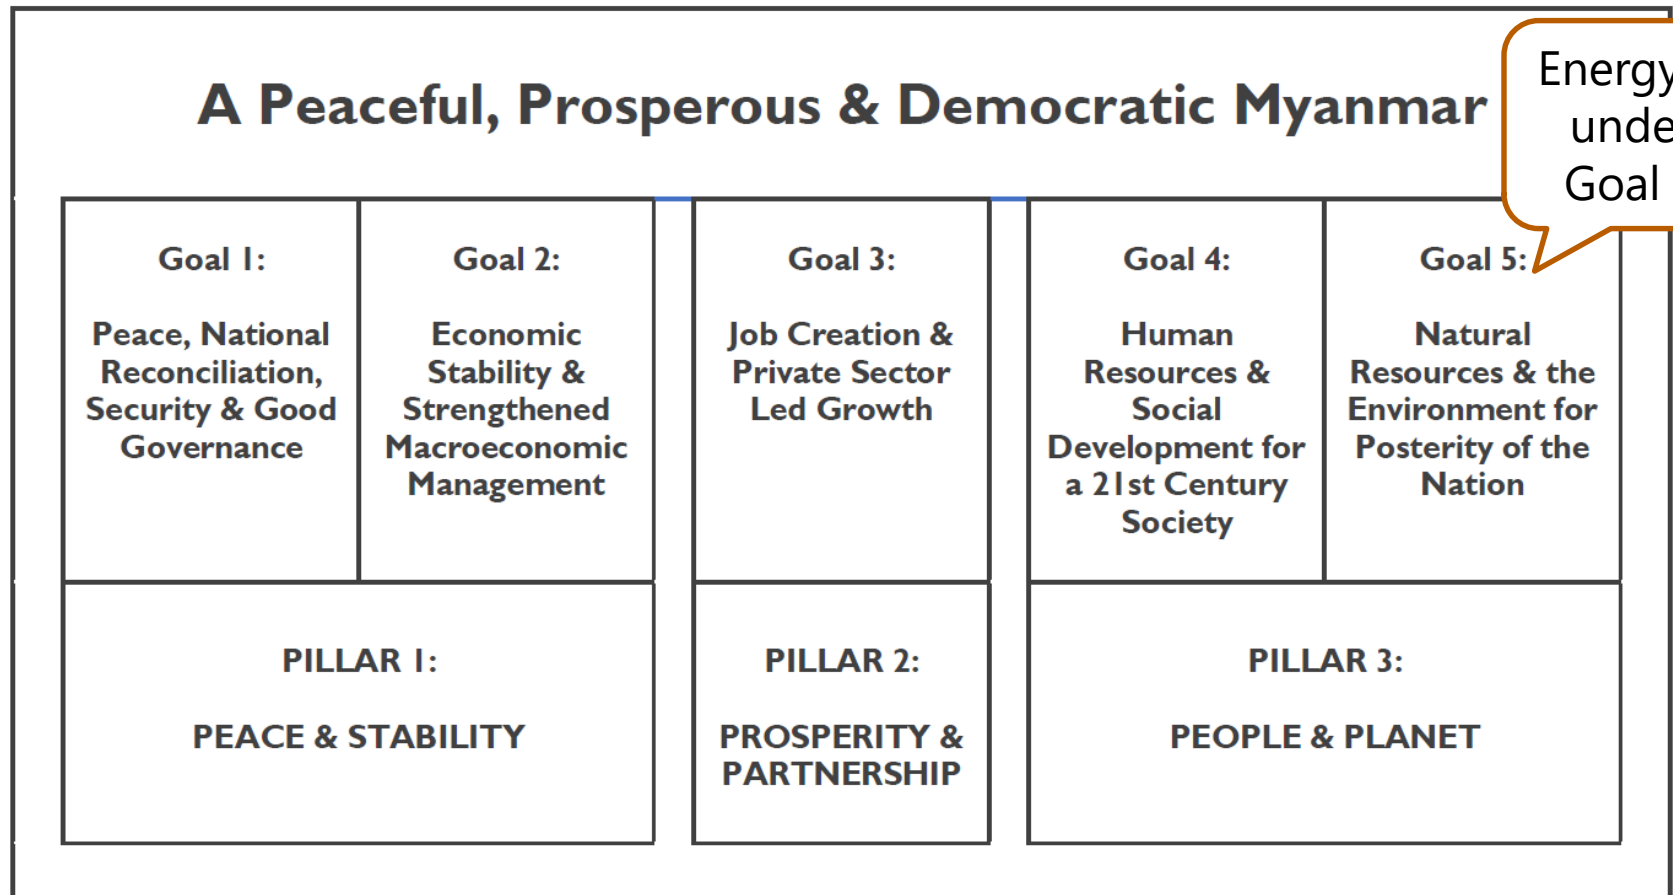 A Peaceful, Prosperous & Democratic Myanmar
Energy
unde
Goal
Goal 1:
Peace, National
Reconciliation,
Security & Good
Governance
Goal 2:
Economic
Stability &
Strengthened
Macroeconomic
Management
Goal 3:
Job Creation &
Private Sector
Led Growth
Goal 4:
Human
Resources &
Social
Development for
a 21st Century
Society
Goal 5:
Natural
Resources & the
Environment for
Posterity of the
Nation
PILLAR 1:
PEACE & STABILITY
PILLAR 2:
PROSPERITY &
PARTNERSHIP
PILLAR 3:
PEOPLE & PLANET